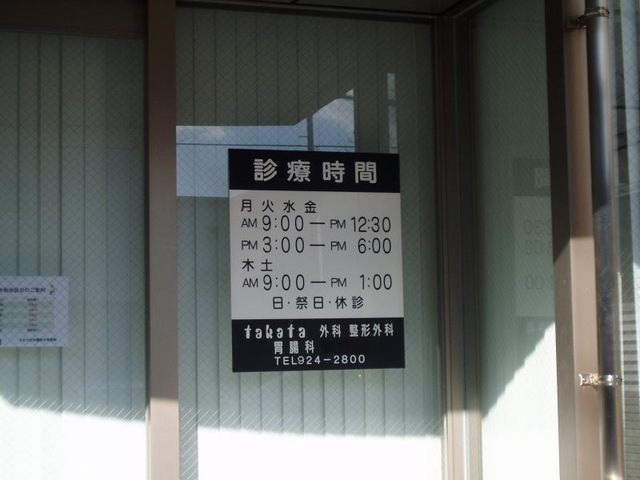 診療時間
月火水金
AM 9:00 — PM 12:30
PM 3:00 — PM 6:00
木土
AM 9:00 — PM 1:00
日・祭日・休診
takata 外科 整形外科
胃腸科
TEL924-2800